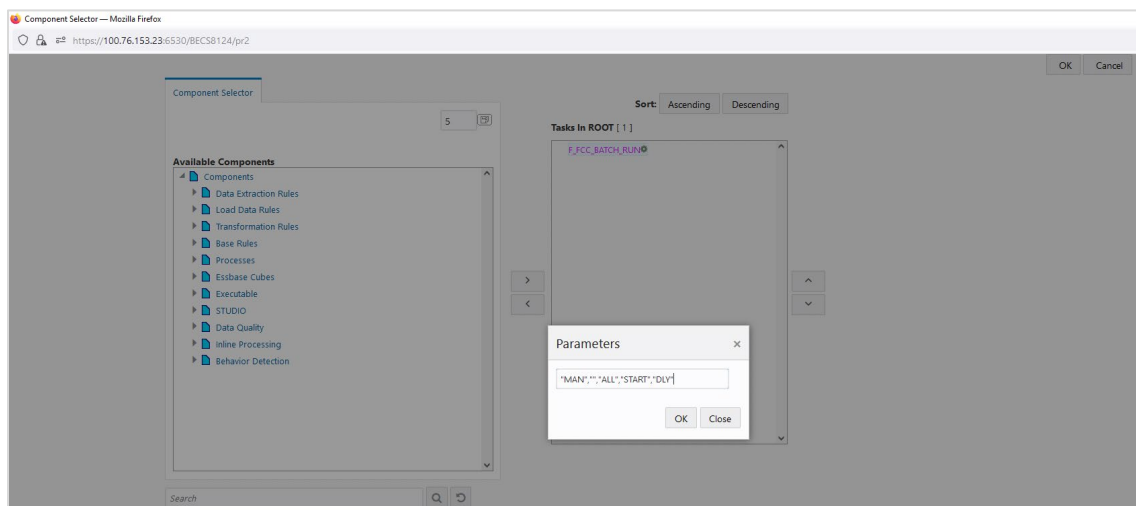 Component Selector — Mozilla Firefox
https://100.76.153.23:6530/BECS8124/pr2
OK Cancel
Component Selector
Sort: Ascending Descending
5
Tasks In ROOT [ 1 ]
F_FCC_BATCH_RUN
Available Components
Components
Data Extraction Rules
Load Data Rules
Transformation Rules
Base Rules
Processes
Essbase Cubes
Executable
STUDIO
Data Quality
Inline Processing
Behavior Detection
> 
<
Parameters ×
"MAN","","ALL","START","DLY"
OK Close
Search